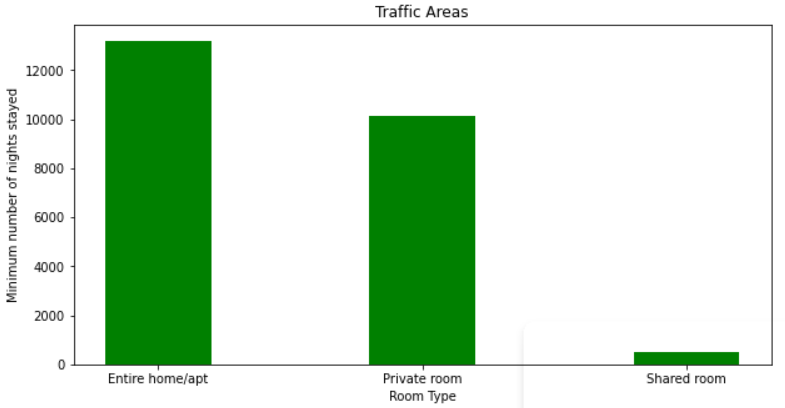 Traffic Areas
Minimum number of nights stayed
12000
10000
8000
6000
4000
2000
0
Entire home/apt Private room Shared room
Room Type